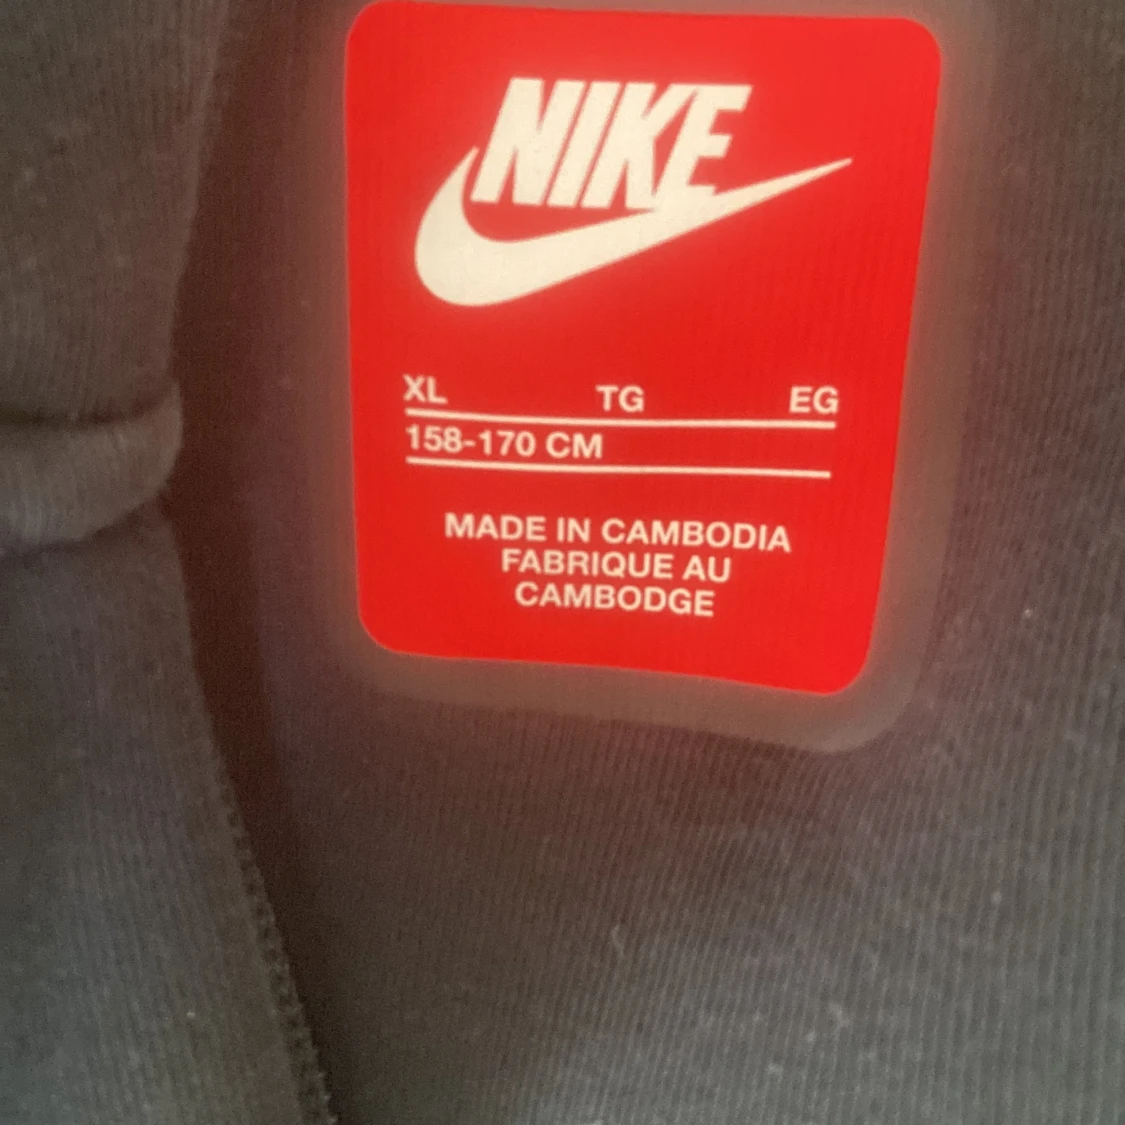 NIKE
XL TG EG
158-170 CM
MADE IN CAMBODIA
FABRIQUE AU
CAMBODGE